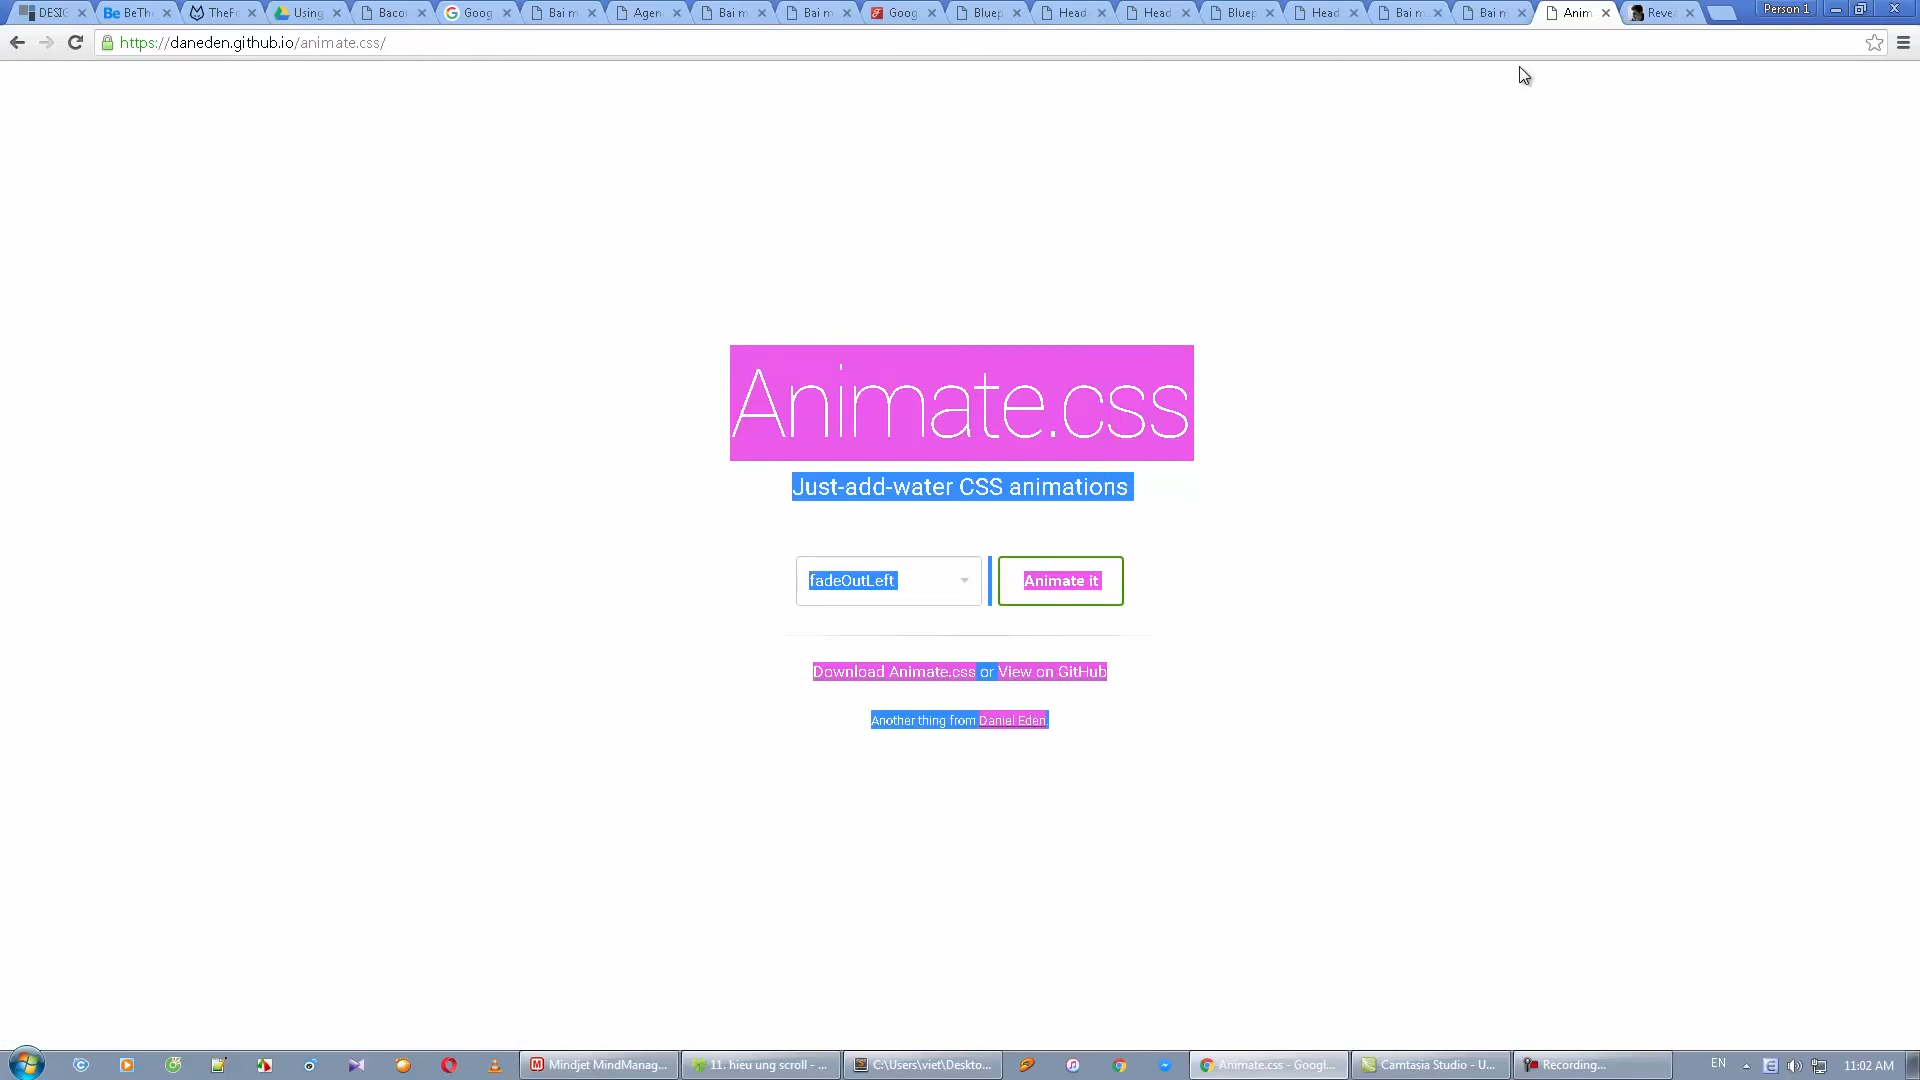 DESIG Be BeTh TheF Using Baco Goog Bai m Agen Bai m Bai m Goog Bluep Head Head Bluep Head Bai m Bai m Anim Reve Person 1
https://daneden.github.io/animate.css/
Animate.css
Just-add-water CSS animations
fadeOutLeft Animate it
Download Animate.css or View on GitHub
Another thing from Daniel Eden.
Mindjet MindManag... 11. hieu ung scroll - ... C:\Users\viet\Deskto... Animate.css - Googl... Camtasia Studio - U... Recording... EN 11:02 AM